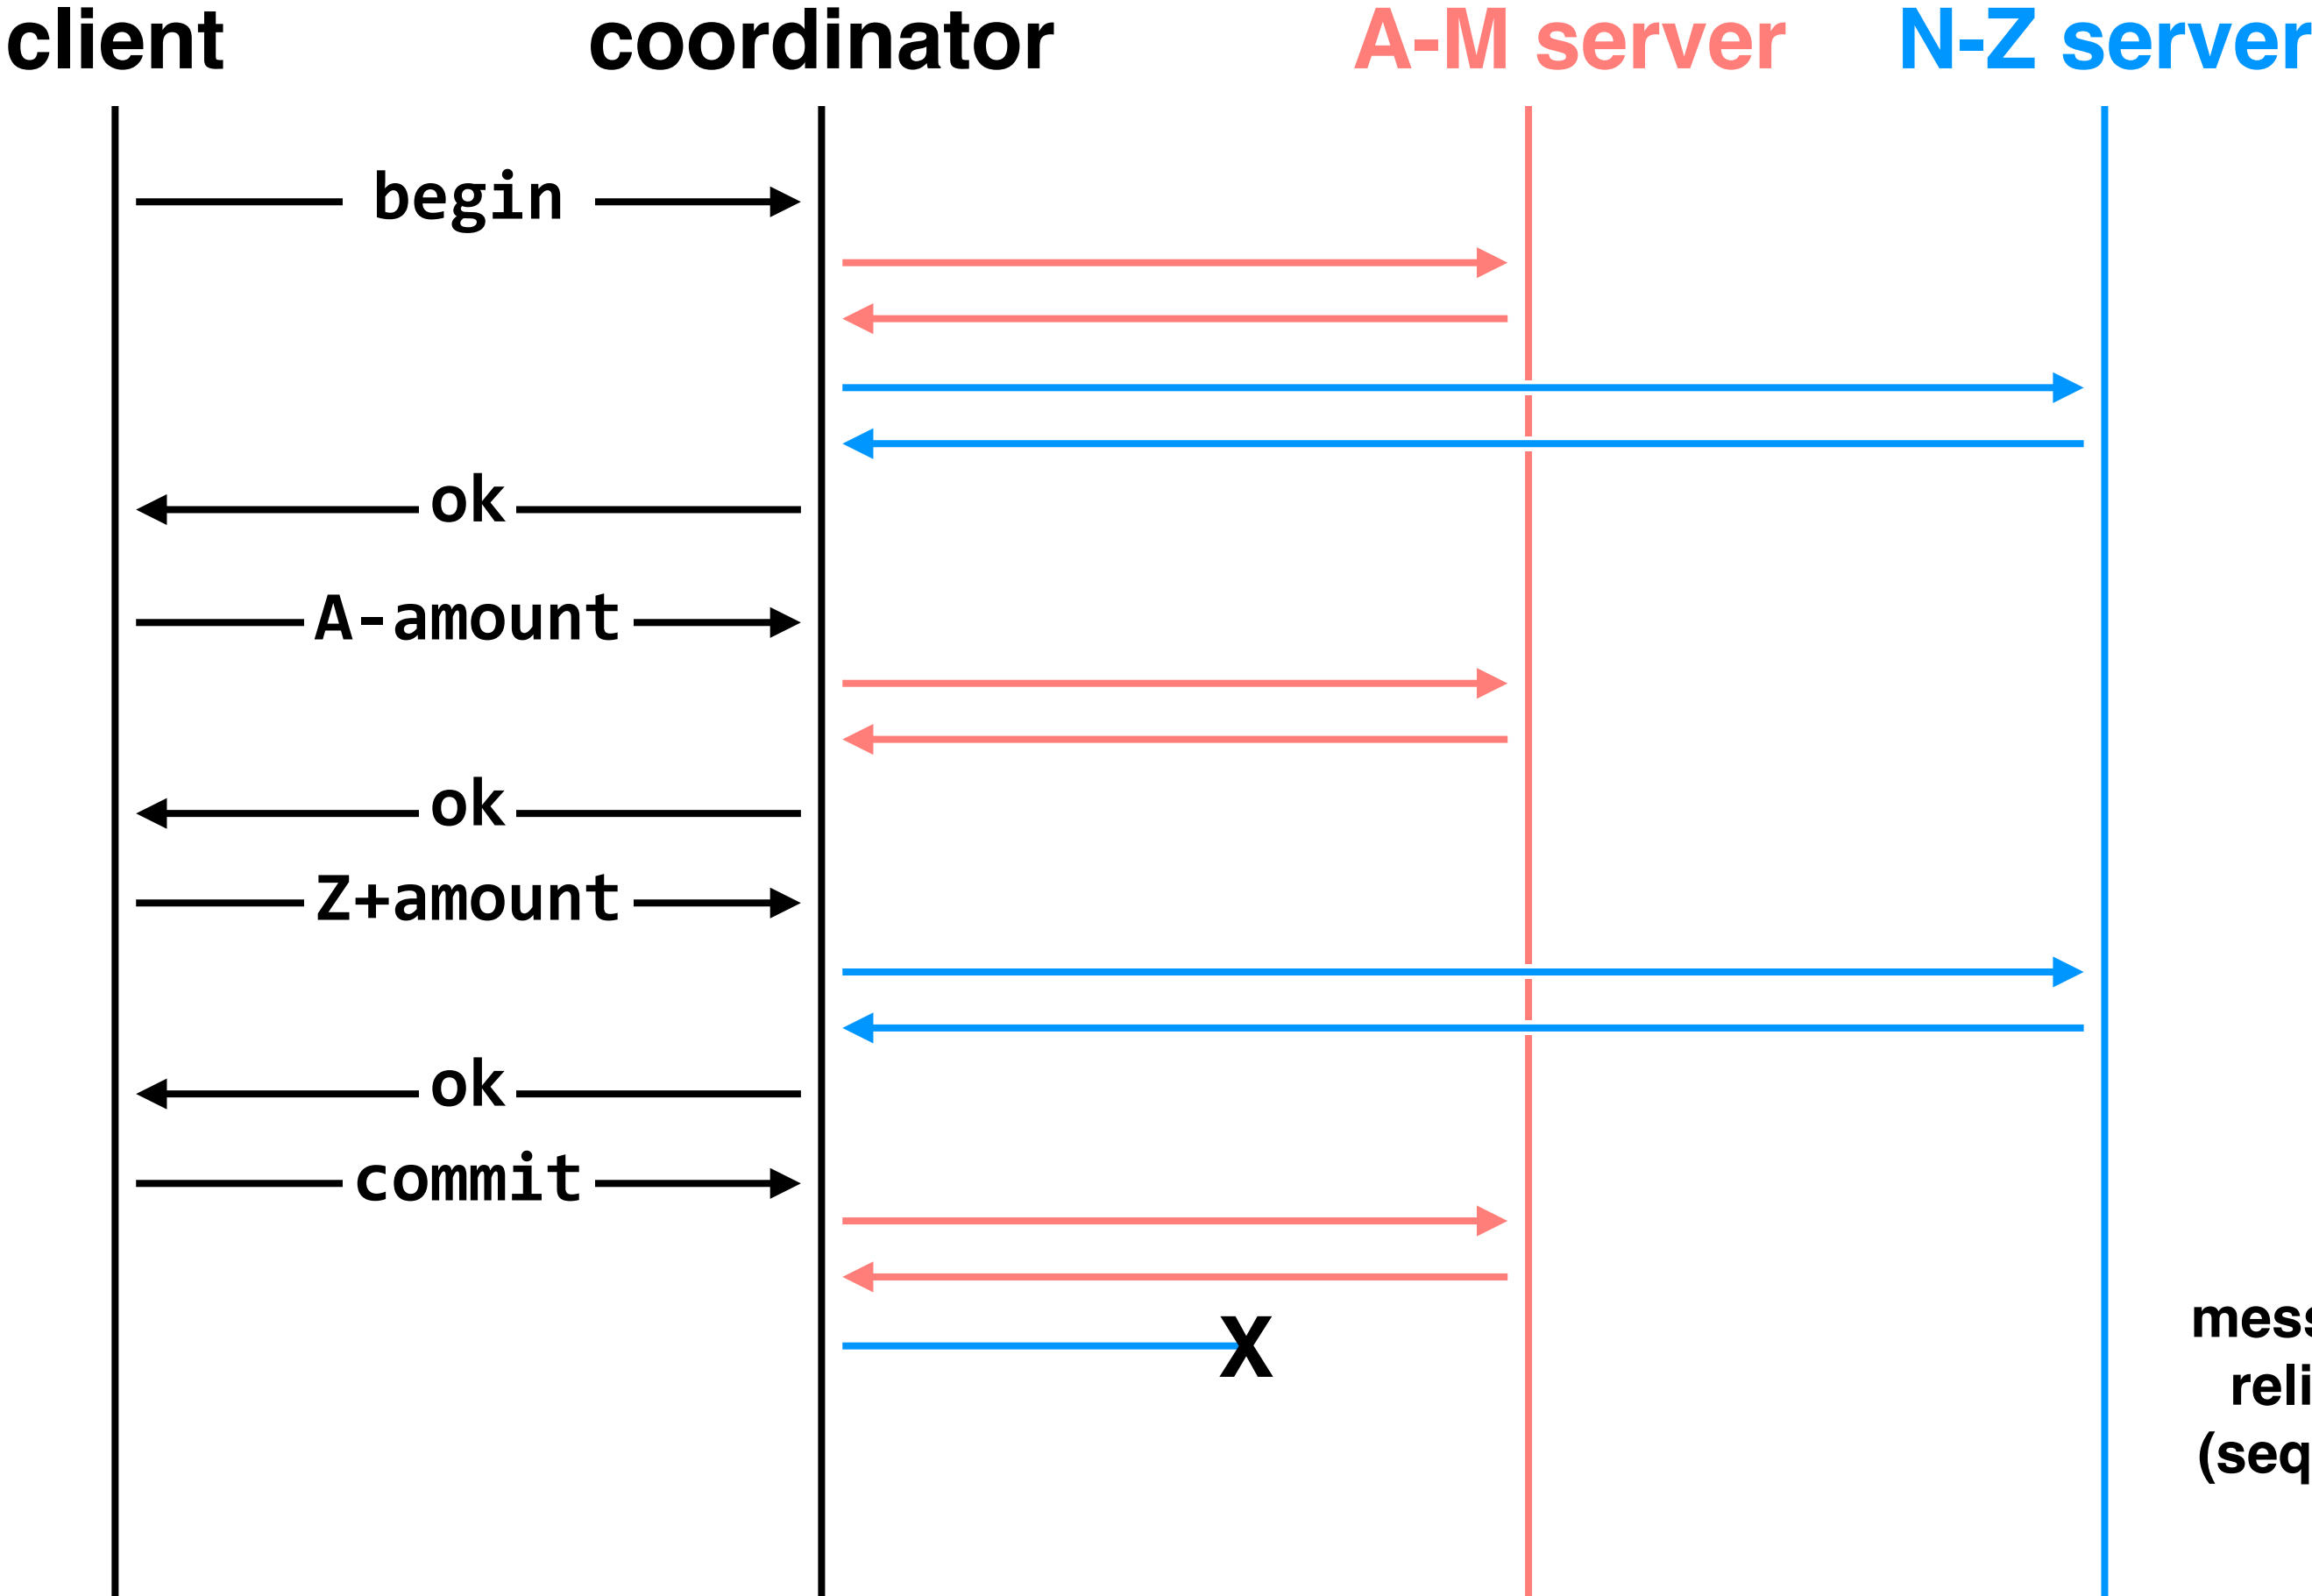 client coordinator A-M server N-Z server
begin
ok
A-amount
ok
Z+amount
ok
commit
X